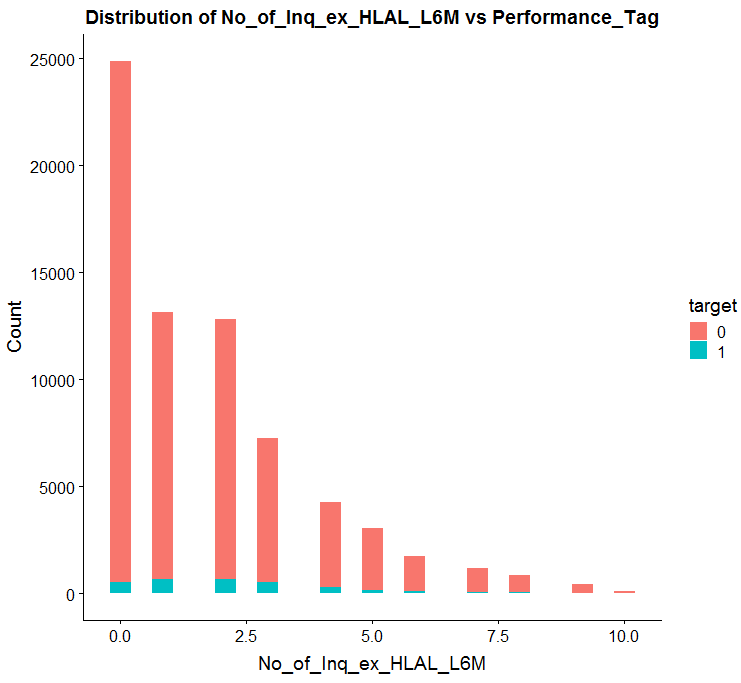 Distribution of No_of_Inq_ex_HLAL_L6M vs Performance_Tag
25000
20000
15000
10000
5000
0
Count
0.0 2.5 5.0 7.5 10.0
No_of_Inq_ex_HLAL_L6M
target
0
1